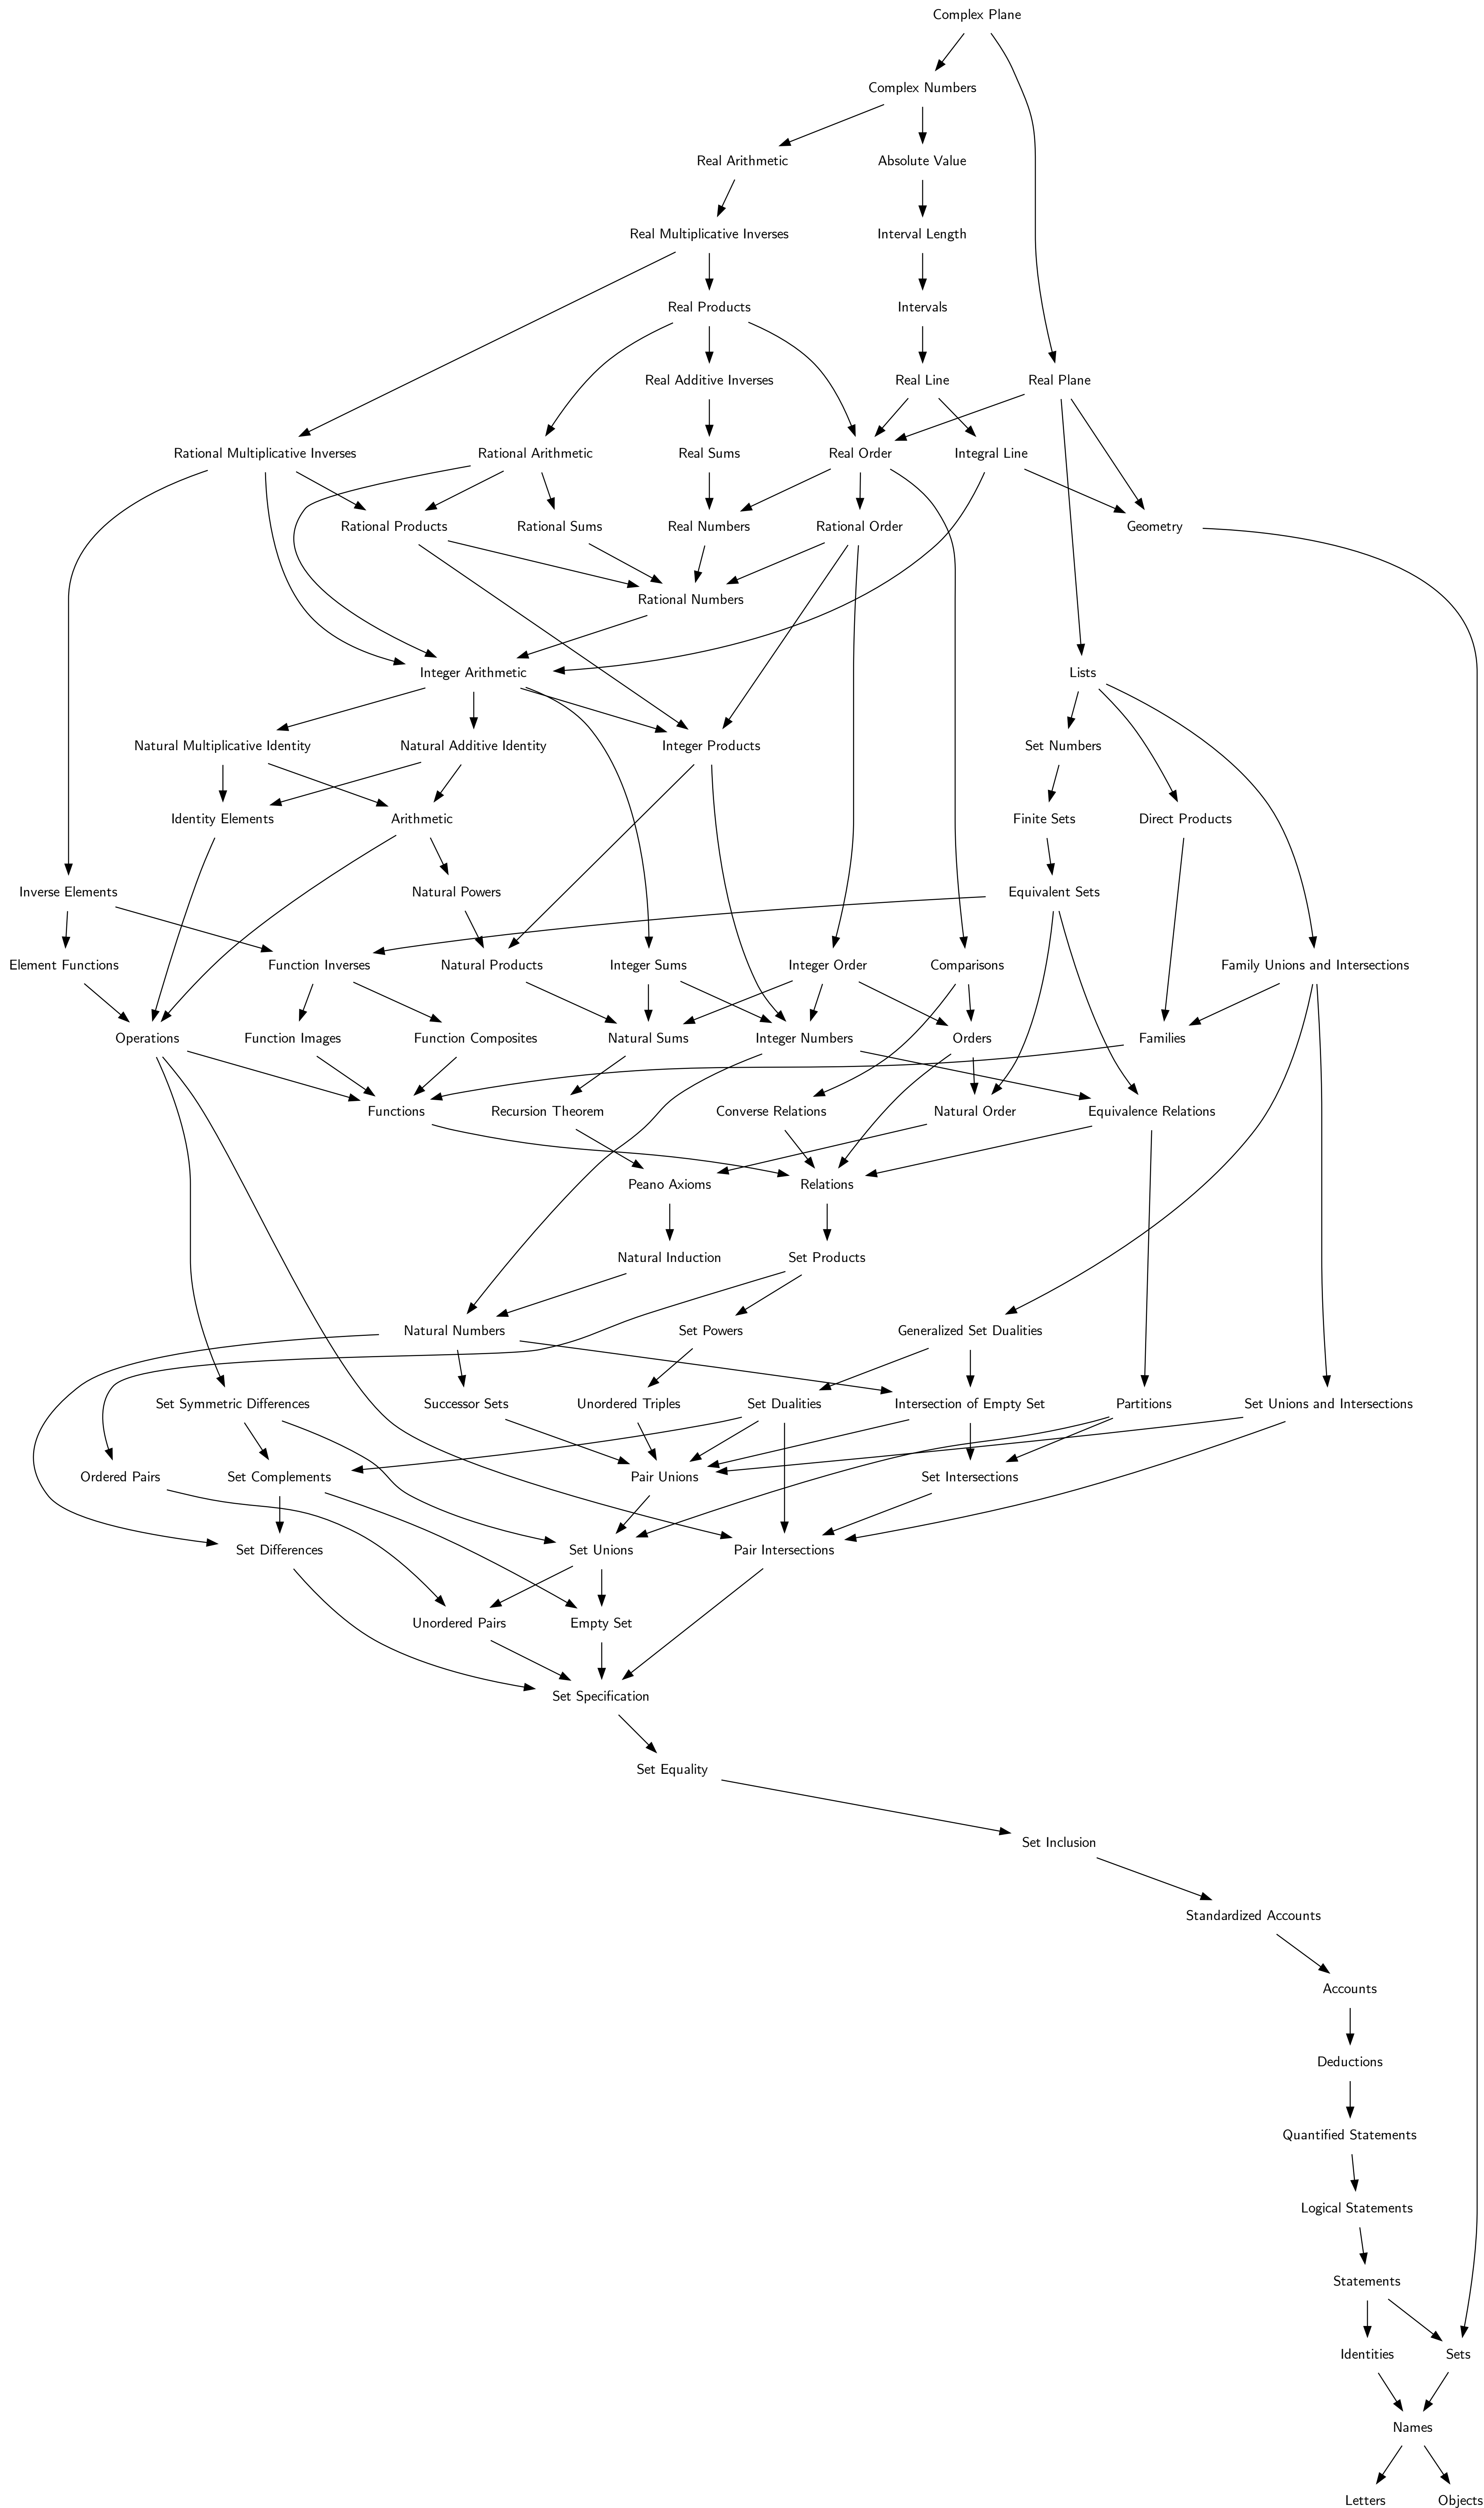 Complex Plane
Complex Numbers
Real Arithmetic
Absolute Value
Real Multiplicative Inverses
Interval Length
Real Products
Intervals
Real Additive Inverses
Real Line
Real Plane
Rational Multiplicative Inverses
Rational Arithmetic
Real Sums
Real Order
Integral Line
Rational Products
Rational Sums
Real Numbers
Rational Order
Geometry
Rational Numbers
Integer Arithmetic
Lists
Natural Multiplicative Identity
Natural Additive Identity
Integer Products
Set Numbers
Identity Elements
Arithmetic
Finite Sets
Direct Products
Inverse Elements
Natural Powers
Equivalent Sets
Element Functions
Function Inverses
Natural Products
Integer Sums
Integer Order
Comparisons
Family Unions and Intersections
Operations
Function Images
Function Composites
Natural Sums
Integer Numbers
Orders
Families
Functions
Recursion Theorem
Converse Relations
Natural Order
Equivalence Relations
Peano Axioms
Relations
Natural Induction
Set Products
Natural Numbers
Set Powers
Generalized Set Dualities
Set Symmetric Differences
Successor Sets
Unordered Triples
Set Dualities
Intersection of Empty Set
Partitions
Set Unions and Intersections
Ordered Pairs
Set Complements
Pair Unions
Set Intersections
Set Differences
Set Unions
Pair Intersections
Unordered Pairs
Empty Set
Set Specification
Set Equality
Set Inclusion
Standardized Accounts
Accounts
Deductions
Quantified Statements
Logical Statements
Statements
Identities
Sets
Names
Letters
Objects